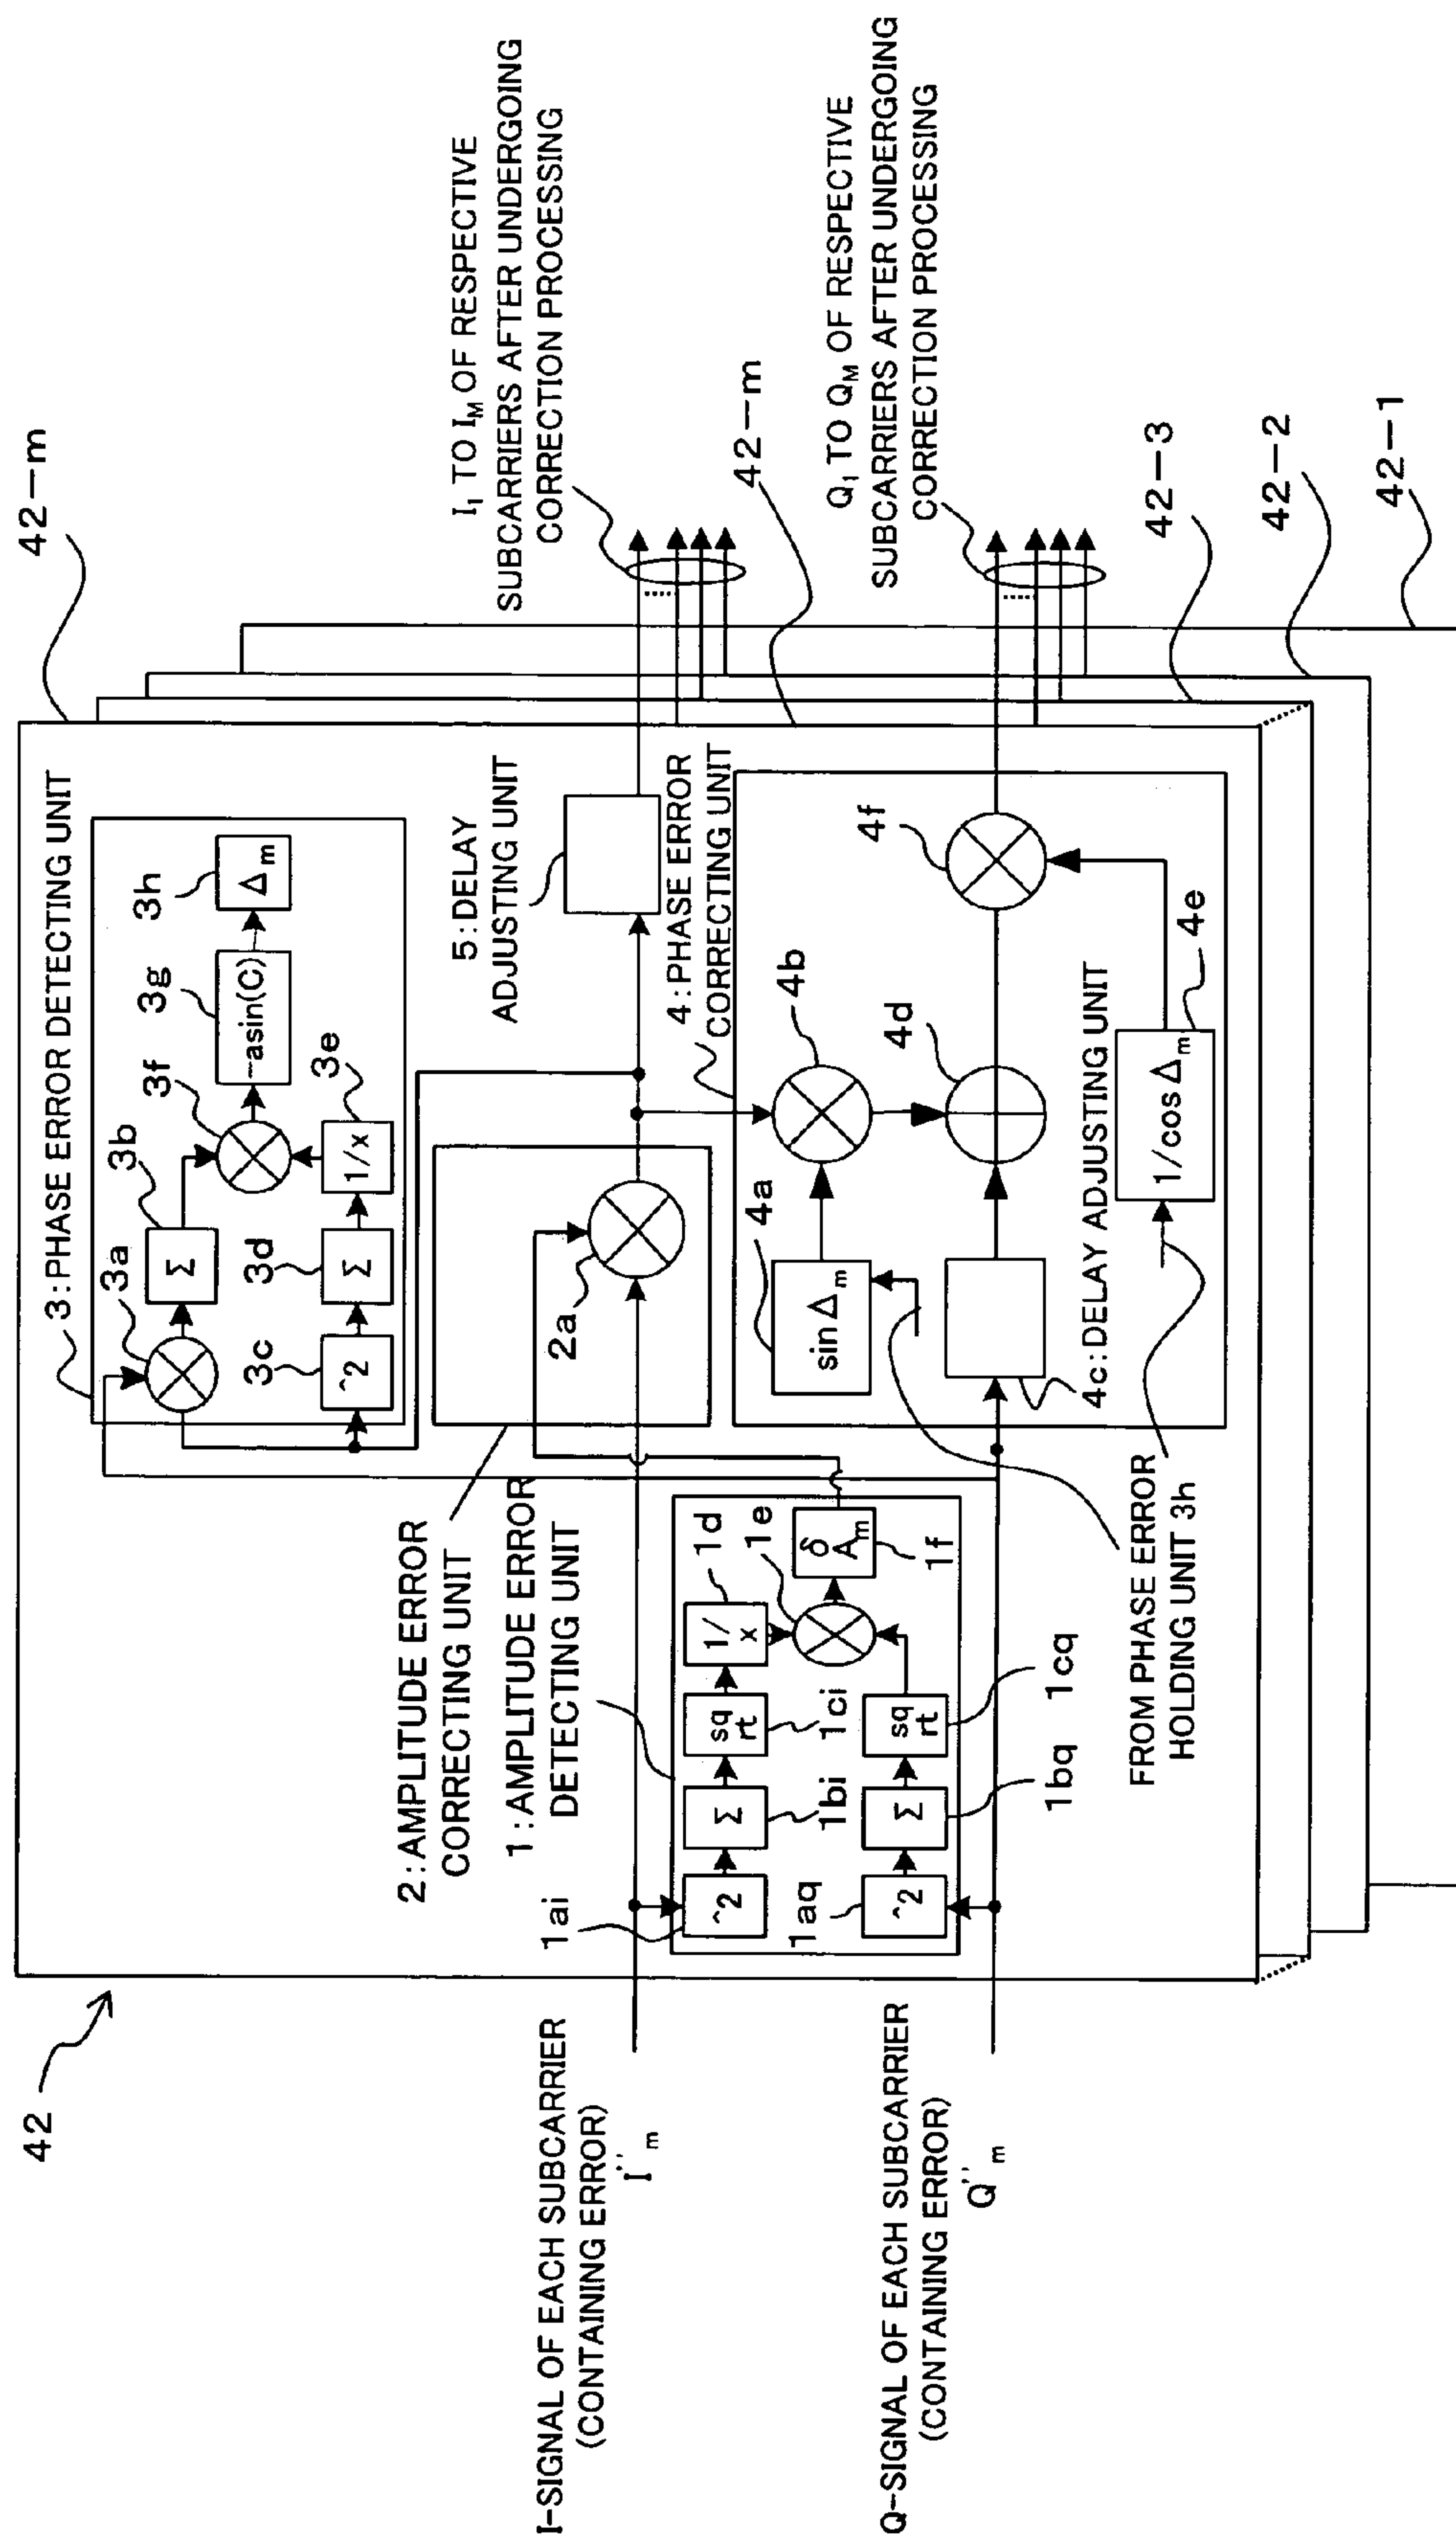 42
42-m
3:PHASE ERROR DETECTING UNIT
3a
3b
3f
3g
3h
Σ
-asin(C)
Δm
3c
3d
3e
^2
Σ
1/x
I1 TO IM OF RESPECTIVE
SUBCARRIERS AFTER UNDERGOING
CORRECTION PROCESSING
2:AMPLITUDE ERROR
CORRECTING UNIT
2a
5:DELAY
ADJUSTING UNIT
1:AMPLITUDE ERROR
DETECTING UNIT
4:PHASE ERROR
CORRECTING UNIT
42-m
I-SIGNAL OF EACH SUBCARRIER
(CONTAINING ERROR)
I''m
1ai
^2
Σ
sq
rt
1/
x
1d
1bi
1ci
1e
δ
Am
1f
1aq
^2
Σ
sq
rt
1bq
1cq
4a
sinΔm
4b
4d
4f
Q1 TO QM OF RESPECTIVE
SUBCARRIERS AFTER UNDERGOING
CORRECTION PROCESSING
Q-SIGNAL OF EACH SUBCARRIER
(CONTAINING ERROR)
Q''m
4c:DELAY ADJUSTING UNIT
1/cosΔm
4e
FROM PHASE ERROR
HOLDING UNIT 3h
42-3
42-2
42-1